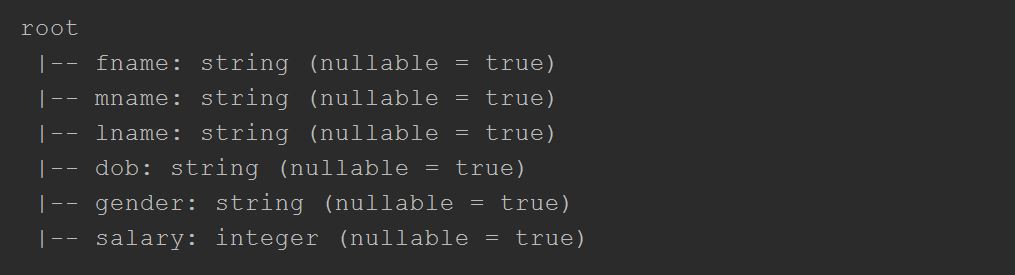 root
 |-- fname: string (nullable = true)
 |-- mname: string (nullable = true)
 |-- lname: string (nullable = true)
 |-- dob: string (nullable = true)
 |-- gender: string (nullable = true)
 |-- salary: integer (nullable = true)